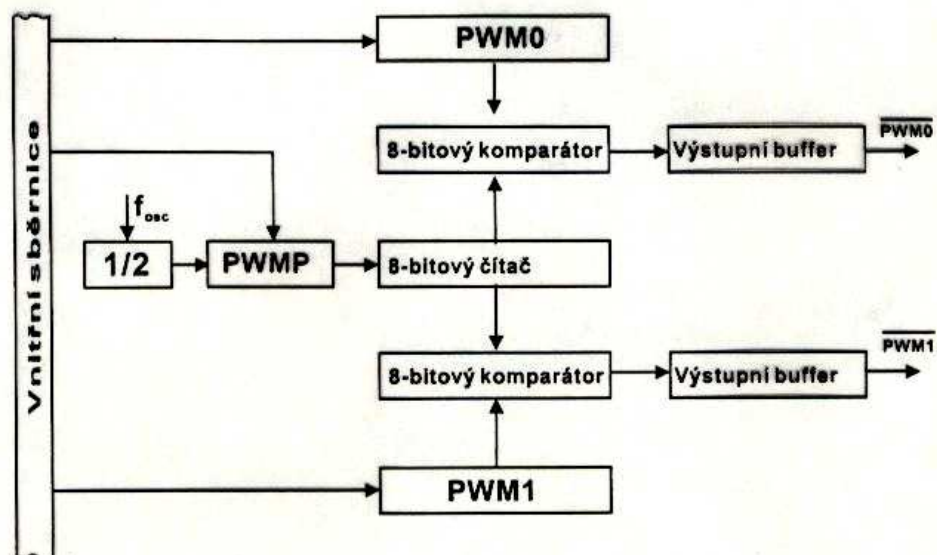 Vnitřní sběrnice
PWM0
8-bitový komparátor
Výstupní buffer
PWM0
fosc
1/2
PWMP
8-bitový čítač
8-bitový komparátor
Výstupní buffer
PWM1
PWM1